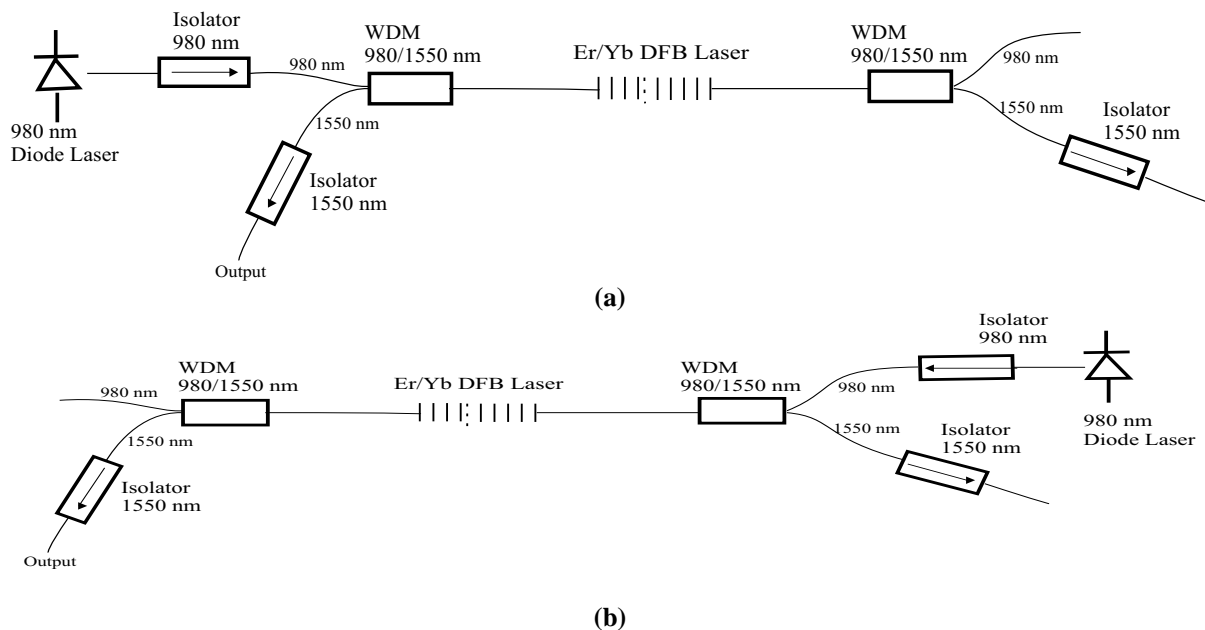 Isolator
980 nm
WDM
980/1550 nm
Er/Yb DFB Laser
WDM
980/1550 nm
980 nm
980 nm
1550 nm
1550 nm
Isolator
1550 nm
980 nm
Diode Laser
Isolator
1550 nm
Output
(a)
Isolator
980 nm
WDM
980/1550 nm
Er/Yb DFB Laser
WDM
980/1550 nm
980 nm
980 nm
1550 nm
1550 nm
Isolator
1550 nm
980 nm
Diode Laser
Isolator
1550 nm
Output
(b)